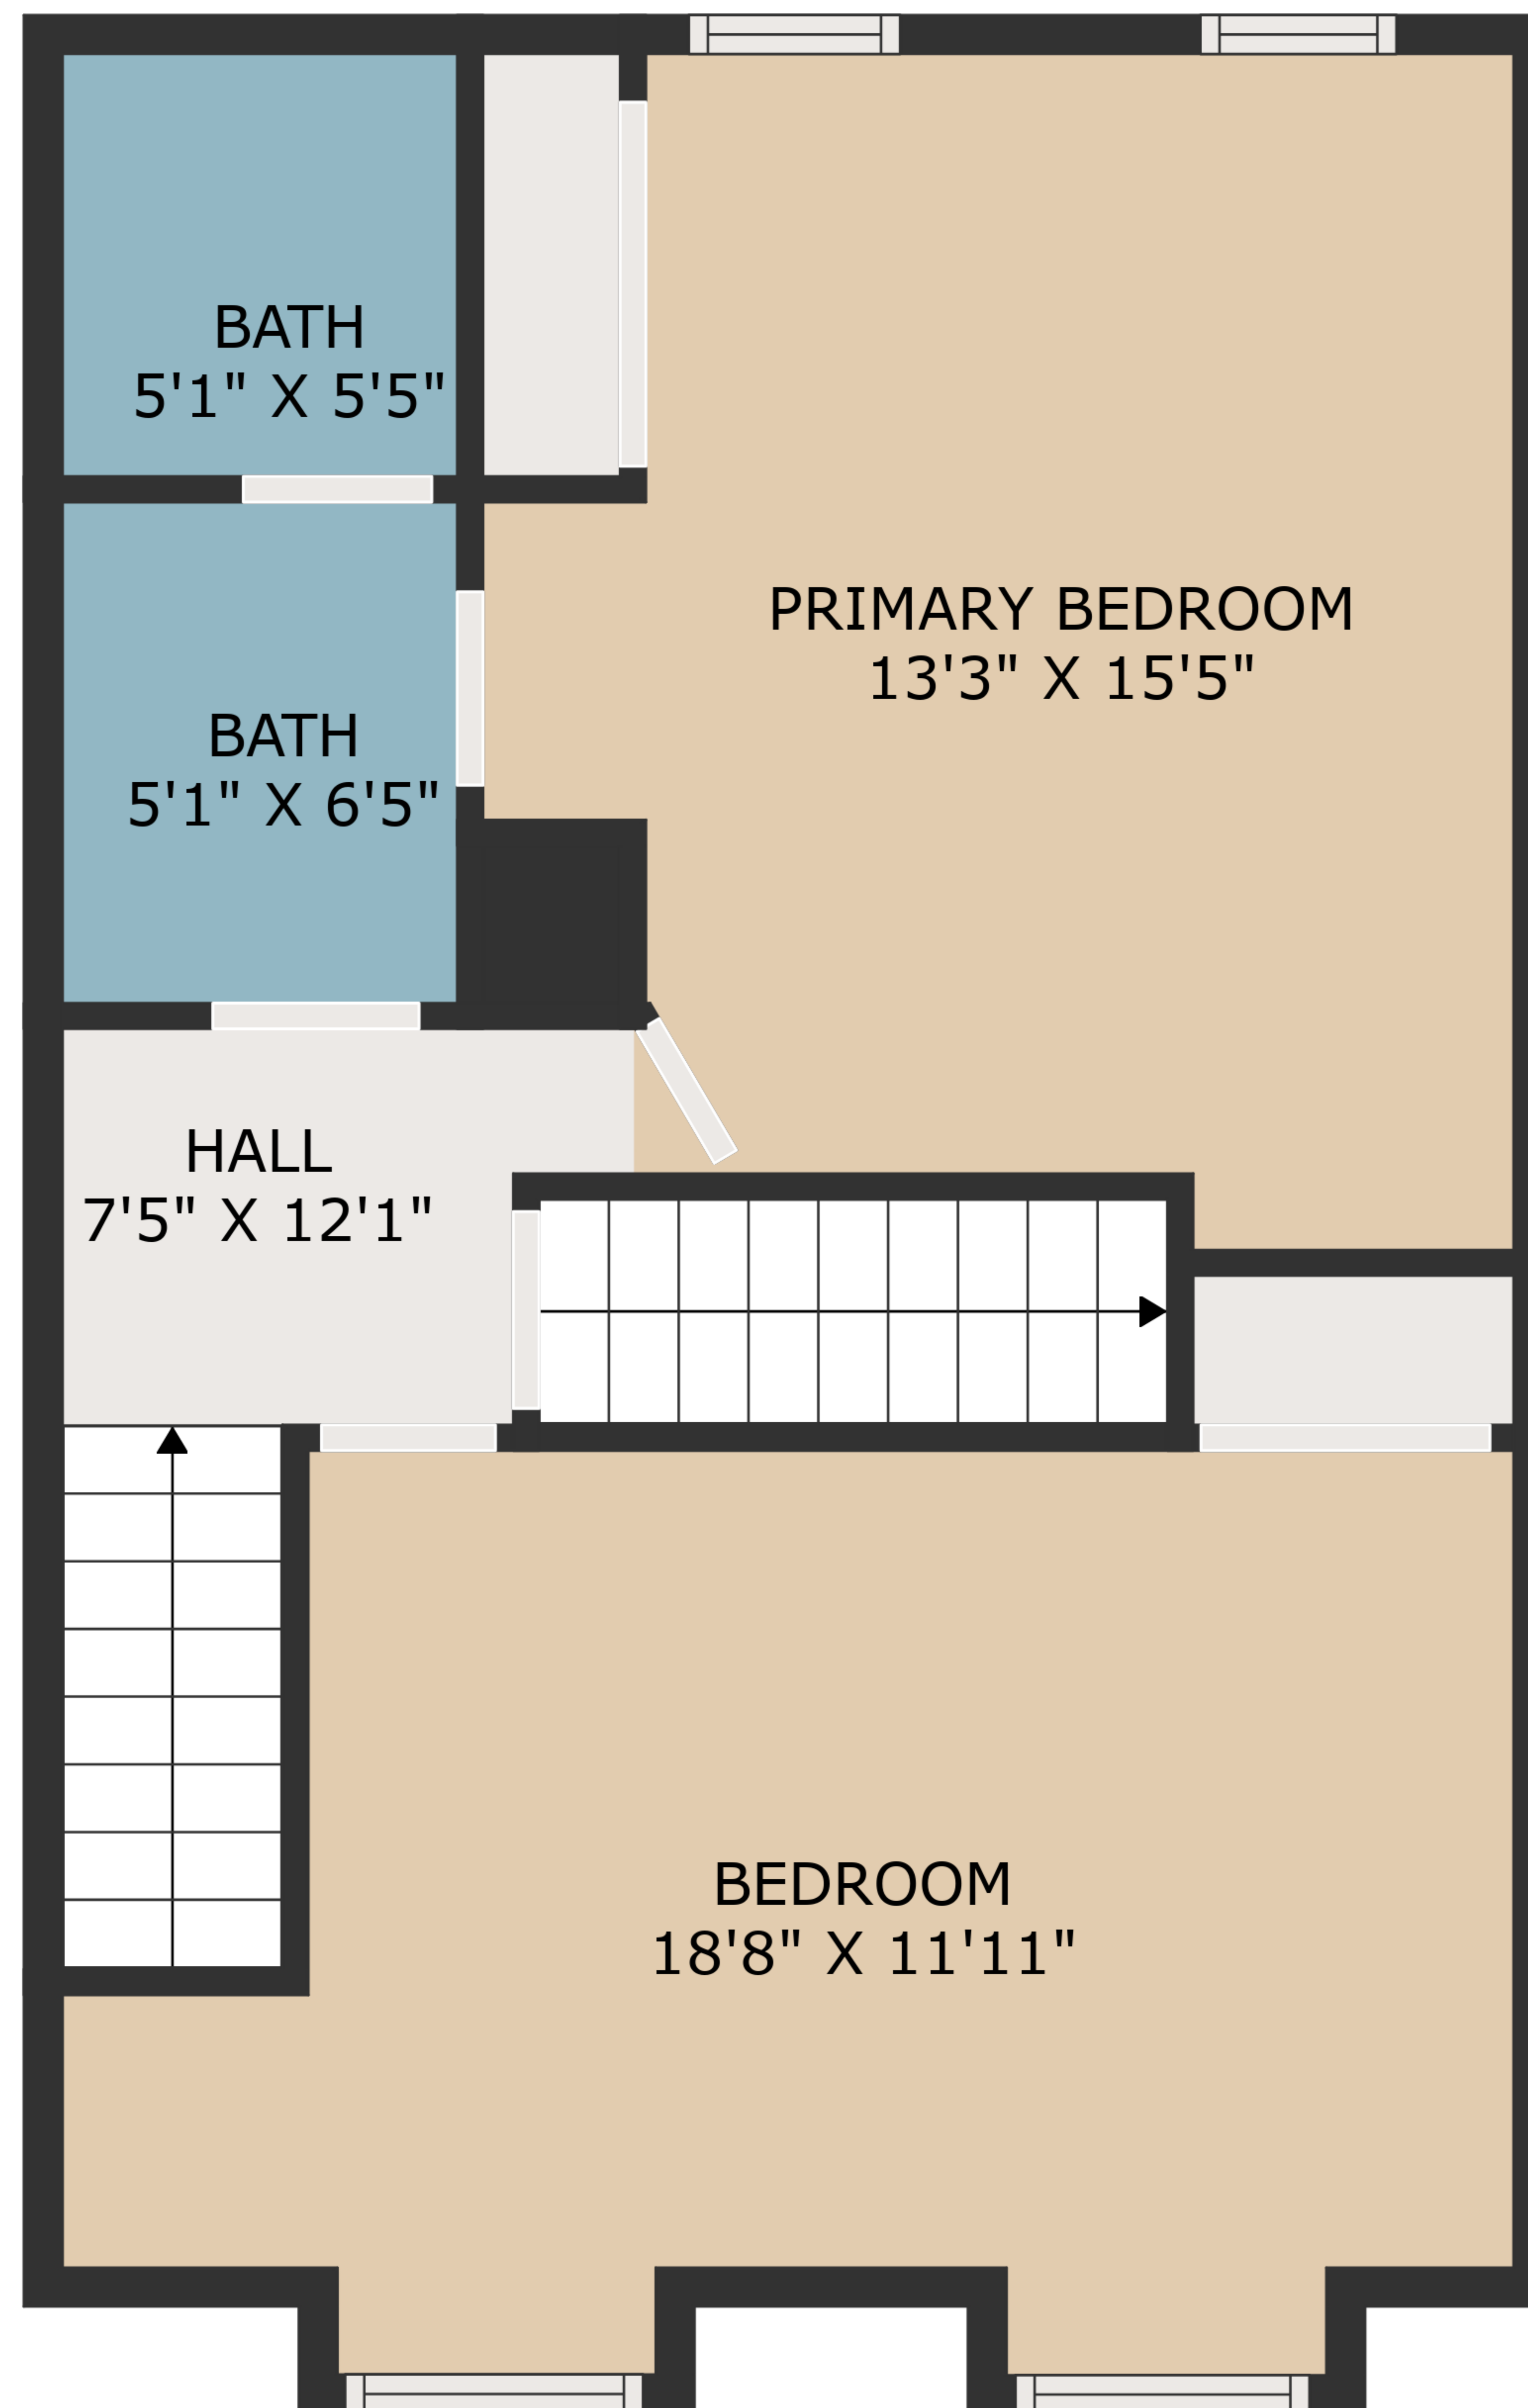 BATH
5'1" X 5'5"
PRIMARY BEDROOM
13'3" X 15'5"
BATH
5'1" X 6'5"
HALL
7'5" X 12'1"
BEDROOM
18'8" X 11'11"